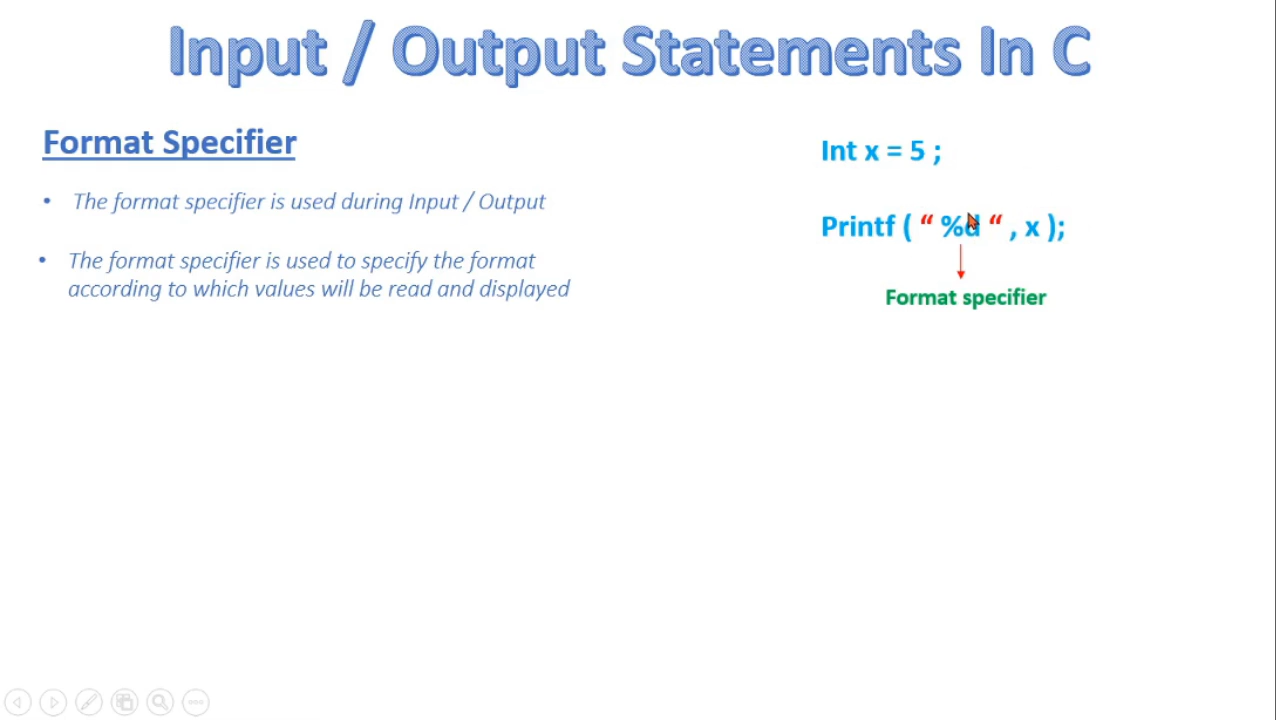 Input / Output Statements In C
Format Specifier
• The format specifier is used during Input / Output
• The format specifier is used to specify the format
according to which values will be read and displayed
Int x = 5 ;
Printf ( “ %d “ , x );
Format specifier